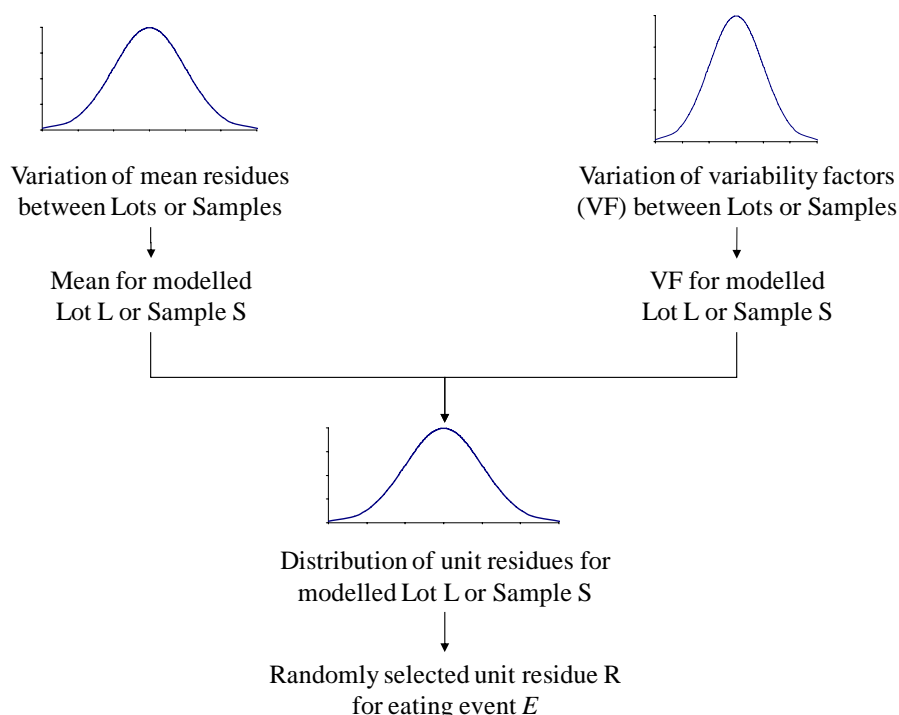 Variation of mean residues
between Lots or Samples
Variation of variability factors
(VF) between Lots or Samples
Mean for modelled
Lot L or Sample S
VF for modelled
Lot L or Sample S
Distribution of unit residues for
modelled Lot L or Sample S
Randomly selected unit residue R
for eating event E